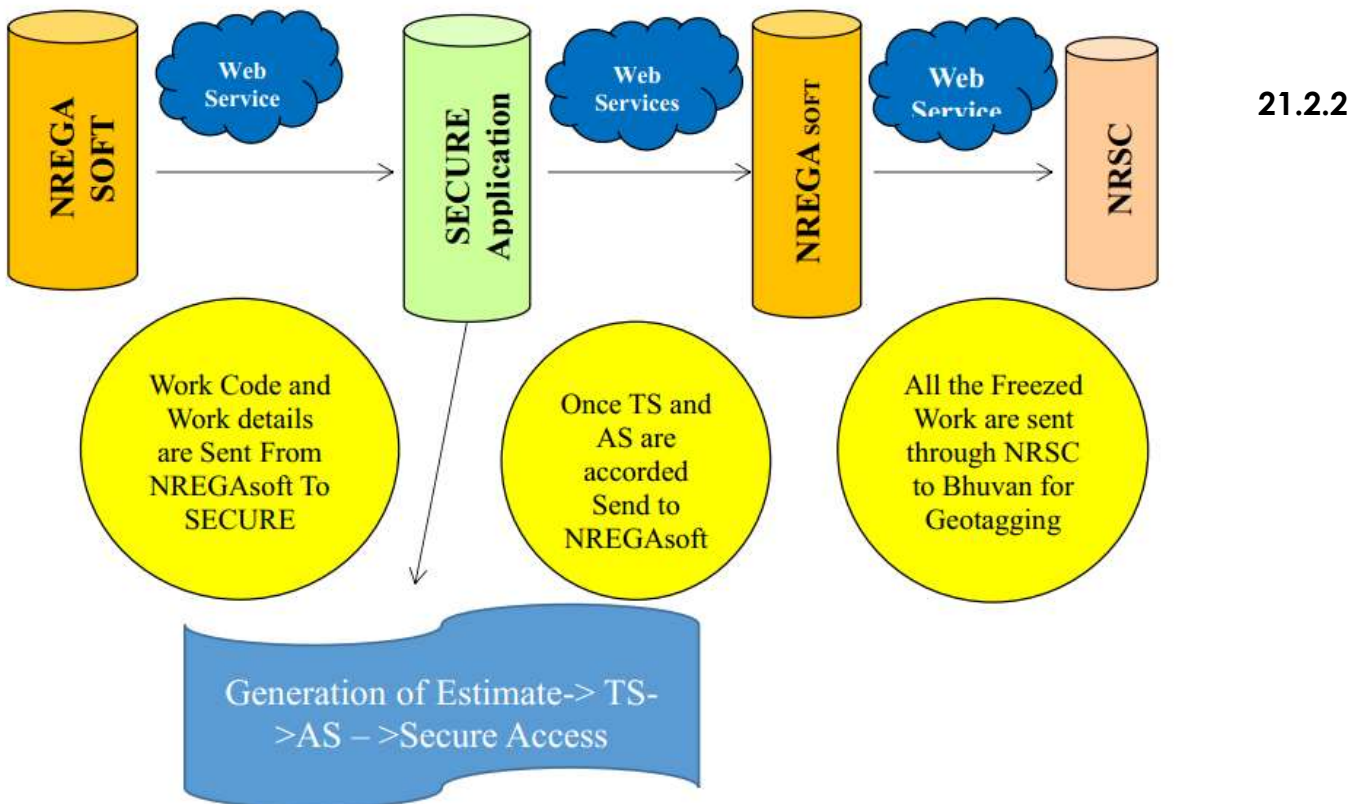 NREGA
SOFT
Web
Service
SECURE
Application
Web
Services
NREGA SOFT
Web
Service
NRSC
21.2.2
Work Code and
Work details
are Sent From
NREGAsoft To
SECURE
Once TS and
AS are
accorded
Send to
NREGAsoft
All the Freezed
Work are sent
through NRSC
to Bhuvan for
Geotagging
Generation of Estimate-> TS-
>AS – >Secure Access